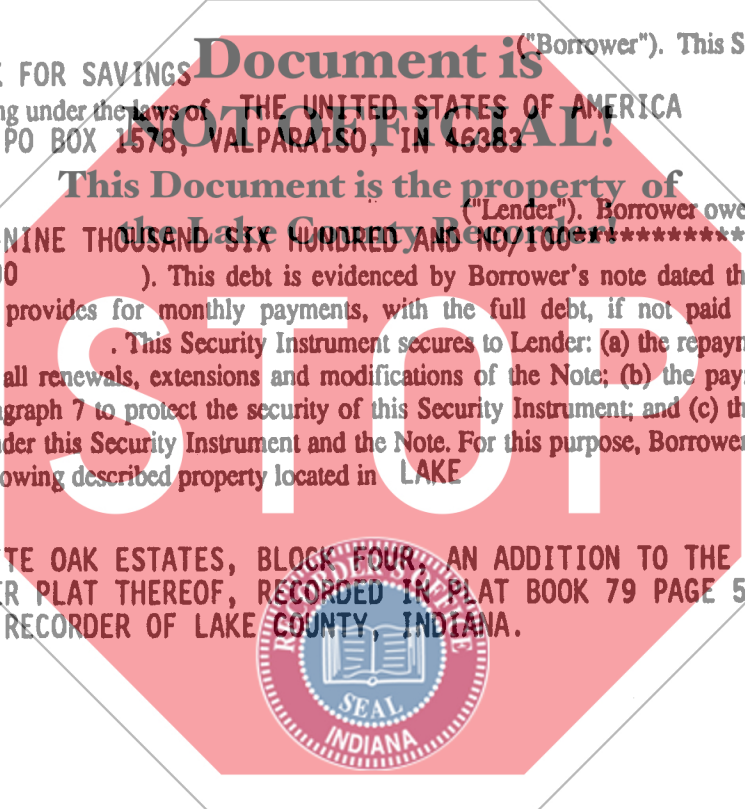 ("Borrower"). This S
Document is
FOR SAVINGS
ng under the laws of THE UNITED STATES OF AMERICA
NOT OFFICIAL!
PO BOX 1578, VALPARAISO, IN 46383
This Document is the property of
("Lender"). Borrower owe
the Lake County Recorder!
-NINE THOUSAND SIX HUNDRED AND NO/100**********
00 ). This debt is evidenced by Borrower's note dated th
provides for monthly payments, with the full debt, if not paid
. This Security Instrument secures to Lender: (a) the repaym
all renewals, extensions and modifications of the Note; (b) the pay
agraph 7 to protect the security of this Security Instrument; and (c) th
der this Security Instrument and the Note. For this purpose, Borrower
owing described property located in LAKE
STOP
TE OAK ESTATES, BLOCK FOUR, AN ADDITION TO THE
ER PLAT THEREOF, RECORDED IN PLAT BOOK 79 PAGE 5
RECORDER OF LAKE COUNTY, INDIANA.
RECORDER'S OFFICE
SEAL
INDIANA